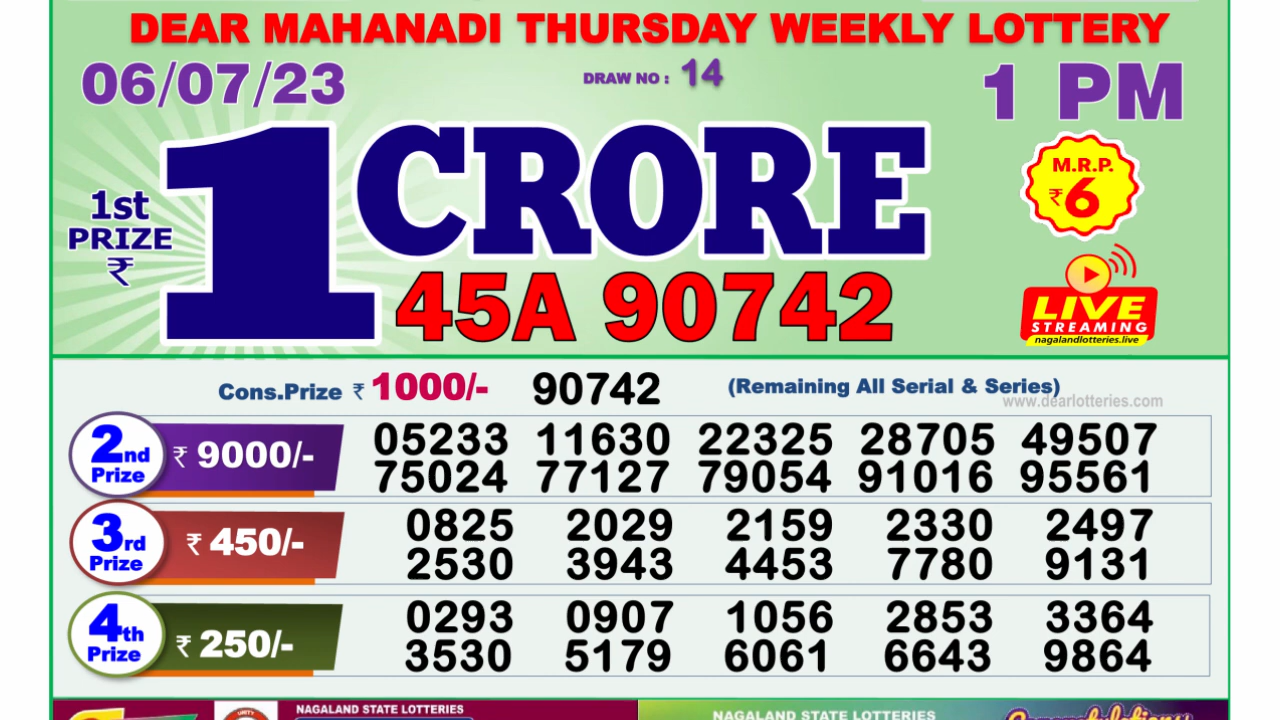 DEAR MAHANADI THURSDAY WEEKLY LOTTERY
06/07/23
DRAW NO : 14
1 PM
1st
PRIZE
₹
1 CRORE
45A 90742
M.R.P.
₹6
LIVE
STREAMING
nagalandlotteries.live
Cons.Prize ₹ 1000/- 90742 (Remaining All Serial & Series)
www.dearlotteries.com
2nd Prize ₹ 9000/-
05233 11630 22325 28705 49507
75024 77127 79054 91016 95561
3rd Prize ₹ 450/-
0825 2029 2159 2330 2497
2530 3943 4453 7780 9131
4th Prize ₹ 250/-
0293 0907 1056 2853 3364
3530 5179 6061 6643 9864
NAGALAND STATE LOTTERIES
UNITY
NAGALAND STATE LOTTERIES